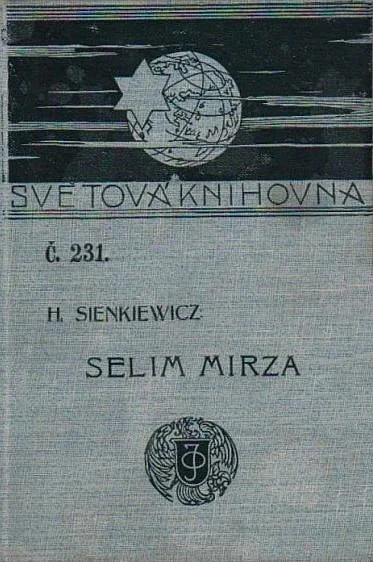 SVĚTOVÁ KNIHOVNA
Č. 231.
H. SIENKIEWICZ:
SELIM MIRZA